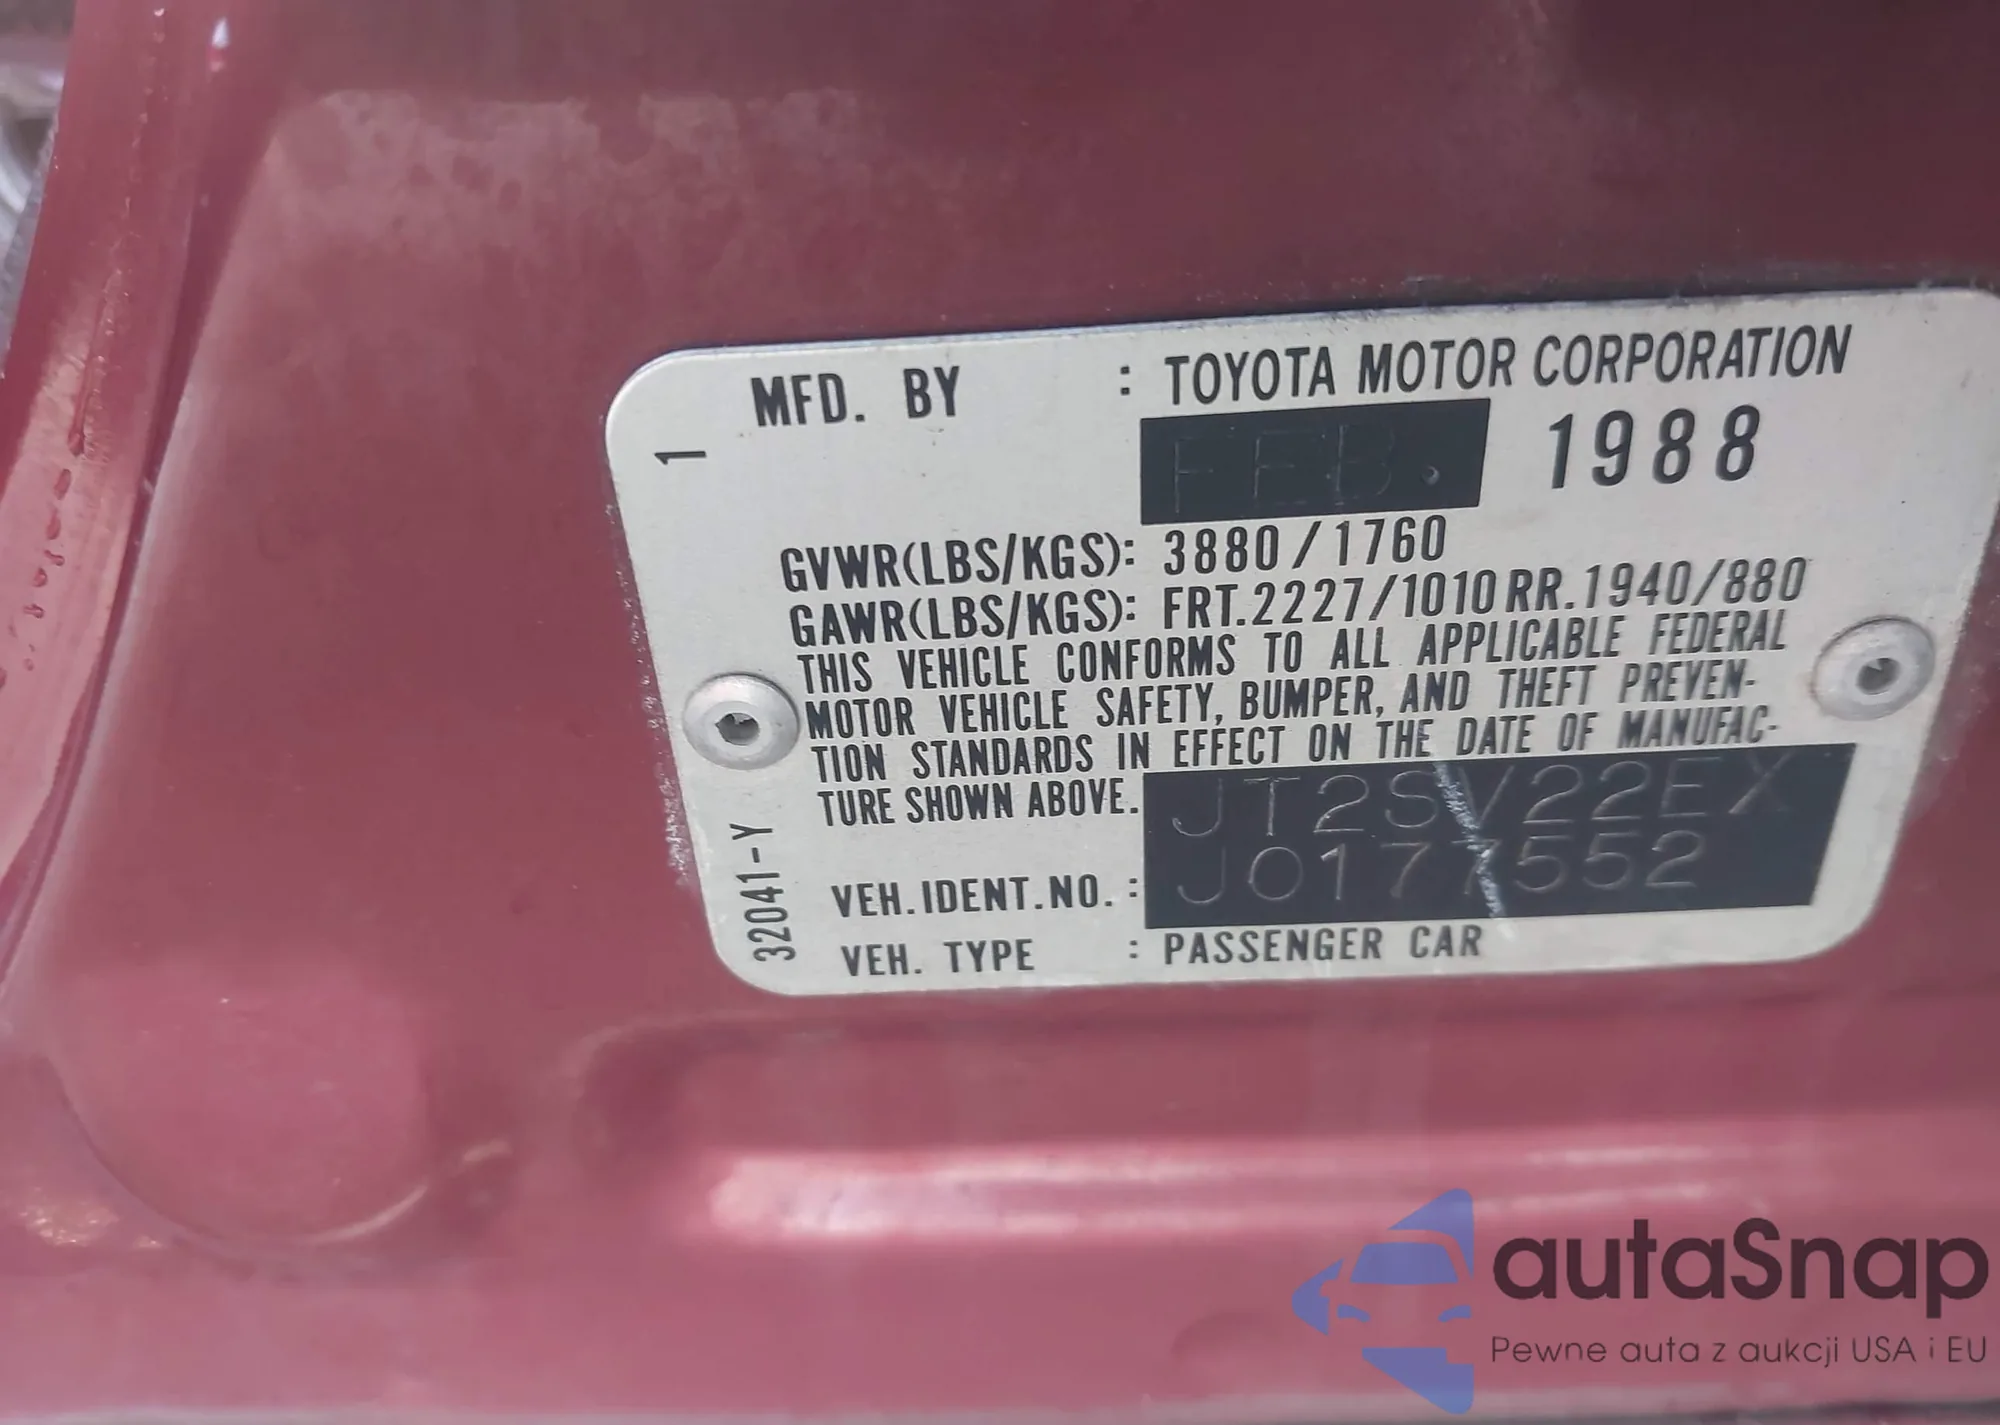 MFD. BY : TOYOTA MOTOR CORPORATION
1
FEB. 1988
GVWR(LBS/KGS): 3880/1760
GAWR(LBS/KGS): FRT.2227/1010RR.1940/880
THIS VEHICLE CONFORMS TO ALL APPLICABLE FEDERAL
MOTOR VEHICLE SAFETY, BUMPER, AND THEFT PREVEN-
TION STANDARDS IN EFFECT ON THE DATE OF MANUFAC-
TURE SHOWN ABOVE.
JT2SV22EX
VEH.IDENT.NO. : J0177552
VEH. TYPE : PASSENGER CAR
32041-Y
autaSnap
Pewne auta z aukcji USA i EU